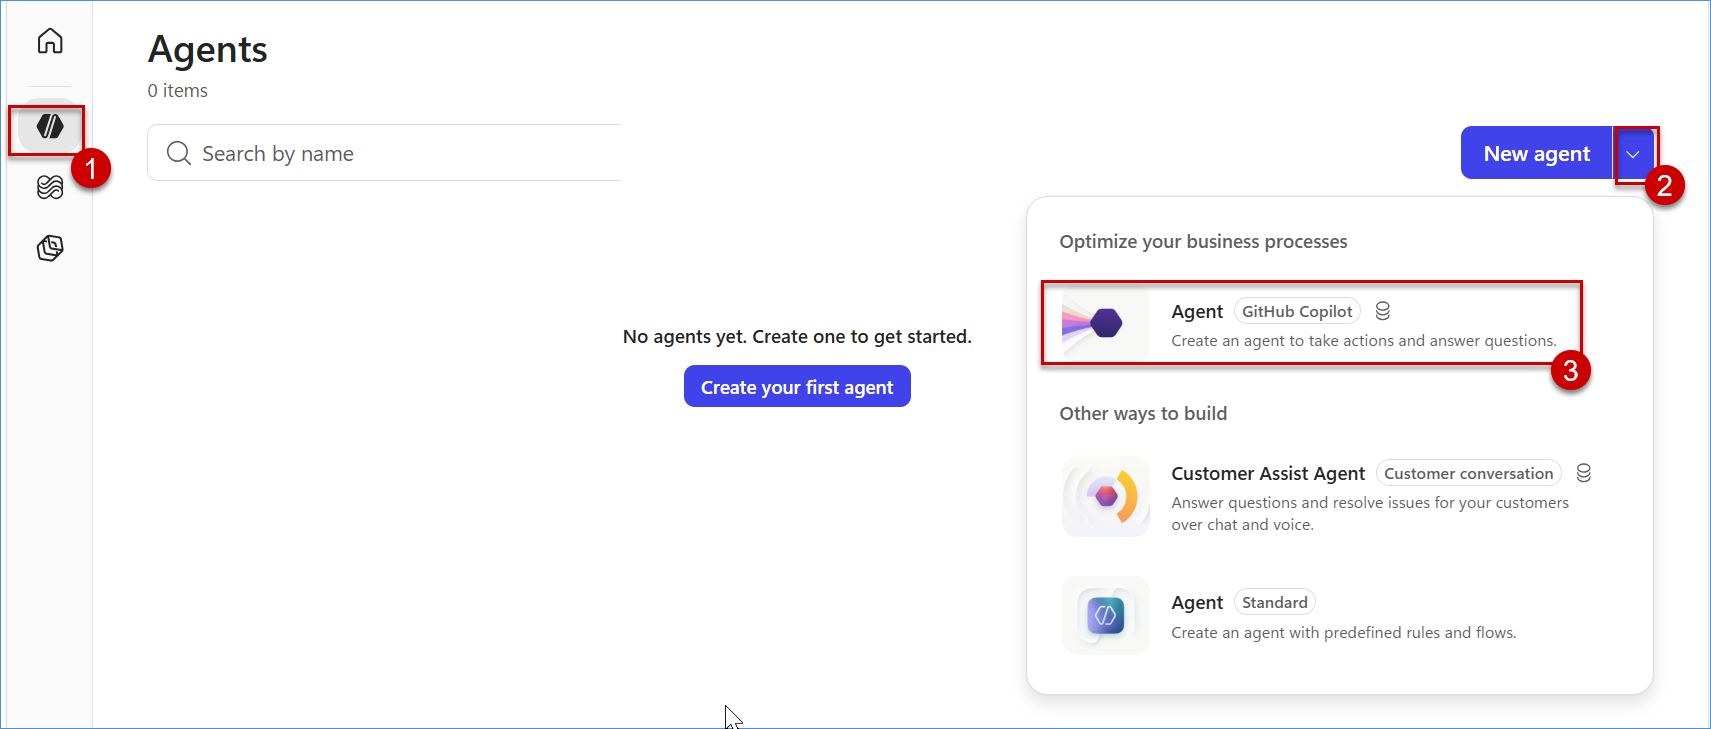 Agents
0 items
1
Search by name
New agent
2
Optimize your business processes
Agent GitHub Copilot
Create an agent to take actions and answer questions.
3
No agents yet. Create one to get started.
Create your first agent
Other ways to build
Customer Assist Agent Customer conversation
Answer questions and resolve issues for your customers
over chat and voice.
Agent Standard
Create an agent with predefined rules and flows.